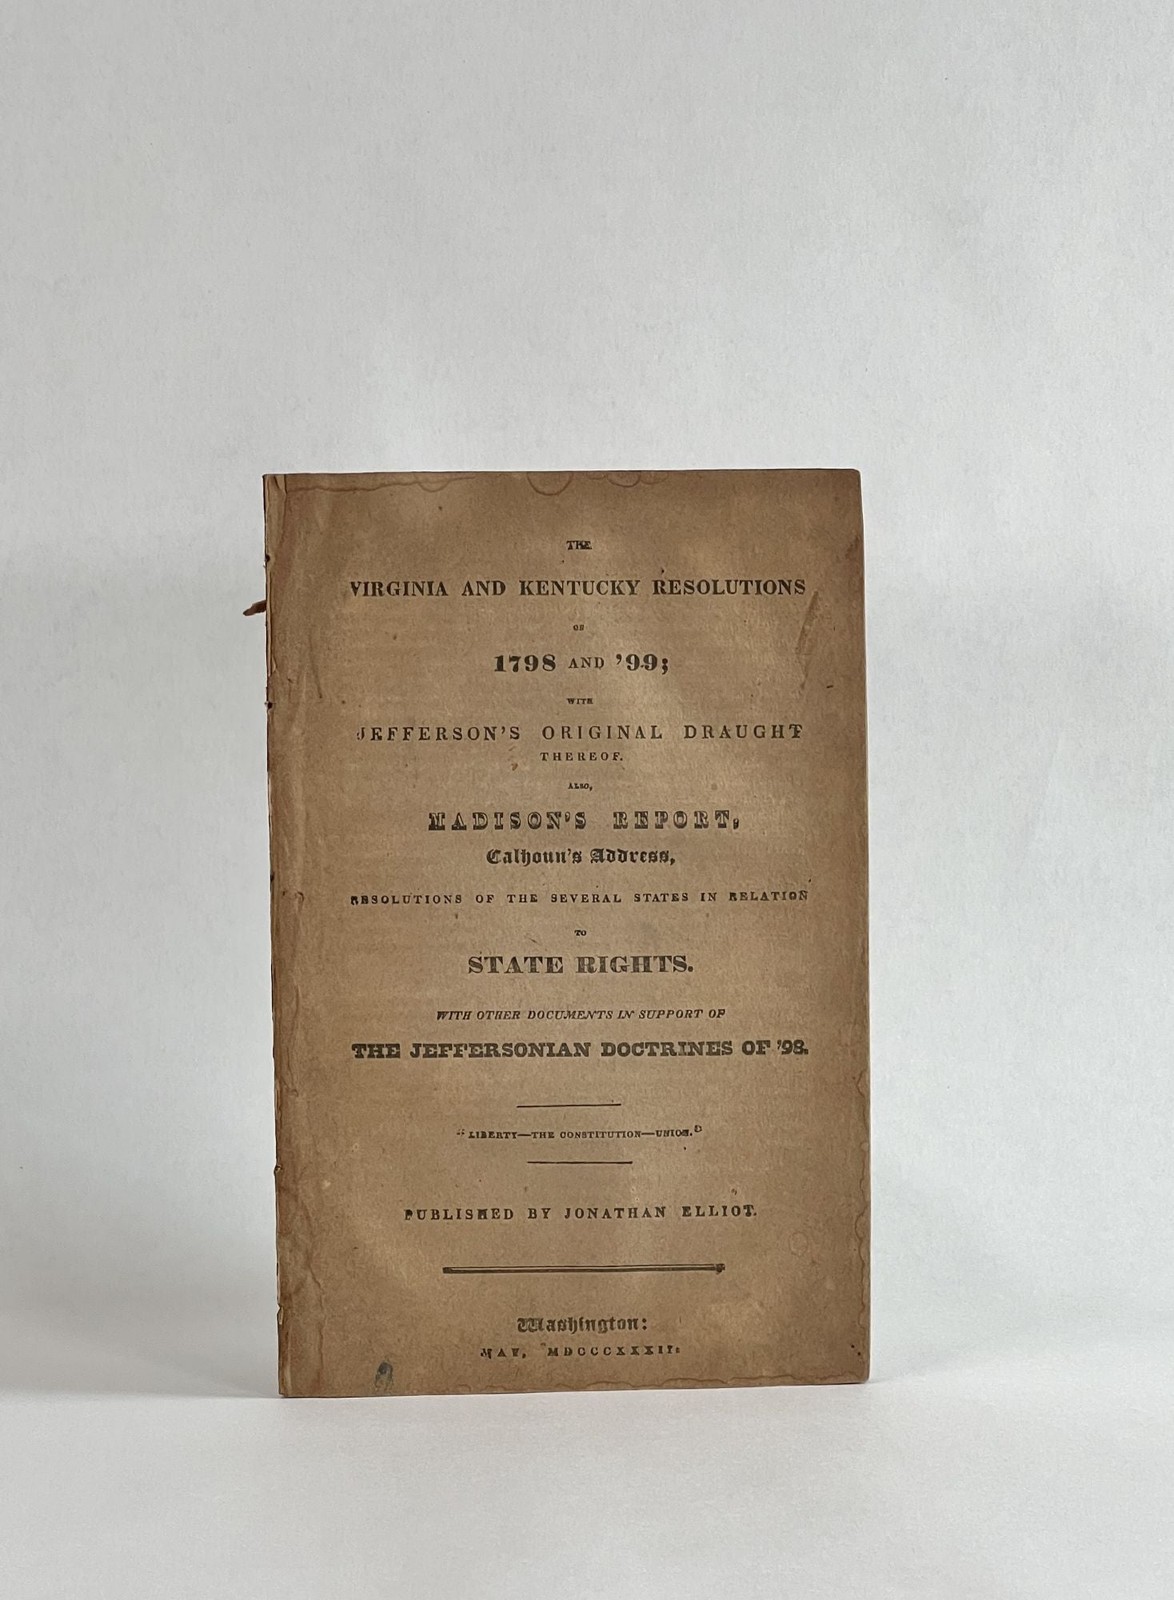 THE
VIRGINIA AND KENTUCKY RESOLUTIONS
OF
1798 AND '99;
WITH
JEFFERSON'S ORIGINAL DRAUGHT
THEREOF.
ALSO,
MADISON'S REPORT,
Calhoun's Address,
RESOLUTIONS OF THE SEVERAL STATES IN RELATION
TO
STATE RIGHTS.
WITH OTHER DOCUMENTS IN SUPPORT OF
THE JEFFERSONIAN DOCTRINES OF '98.
"LIBERTY—THE CONSTITUTION—UNION."
PUBLISHED BY JONATHAN ELLIOT.
Washington:
MAY, MDCCCXXXII: